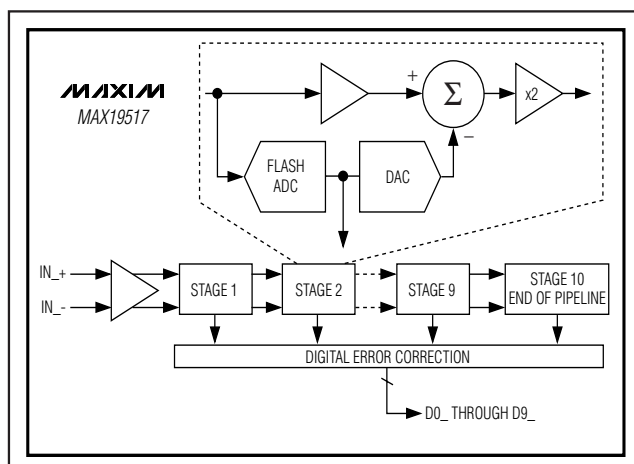 MAXIM
MAX19517
+
Σ
x2
−
FLASH
ADC
DAC
IN_+
IN_-
STAGE 1
STAGE 2
STAGE 9
STAGE 10
END OF PIPELINE
DIGITAL ERROR CORRECTION
D0_ THROUGH D9_